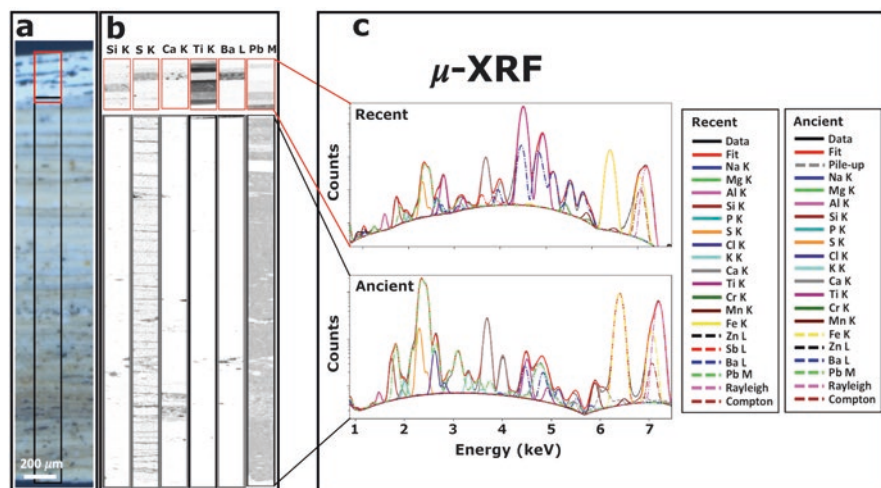 a
b
c
Si K
S K
Ca K
Ti K
Ba L
Pb M
μ-XRF
Recent
Counts
Ancient
Counts
1 2 3 4 5 6 7
Energy (keV)
200 μm
Recent
Data
Fit
Na K
Mg K
Al K
Si K
P K
S K
Cl K
K K
Ca K
Ti K
Cr K
Mn K
Fe K
Zn L
Sb L
Ba L
Pb M
Rayleigh
Compton
Ancient
Data
Fit
Pile-up
Na K
Mg K
Al K
Si K
P K
S K
Cl K
K K
Ca K
Ti K
Cr K
Mn K
Fe K
Zn L
Ba L
Pb M
Rayleigh
Compton